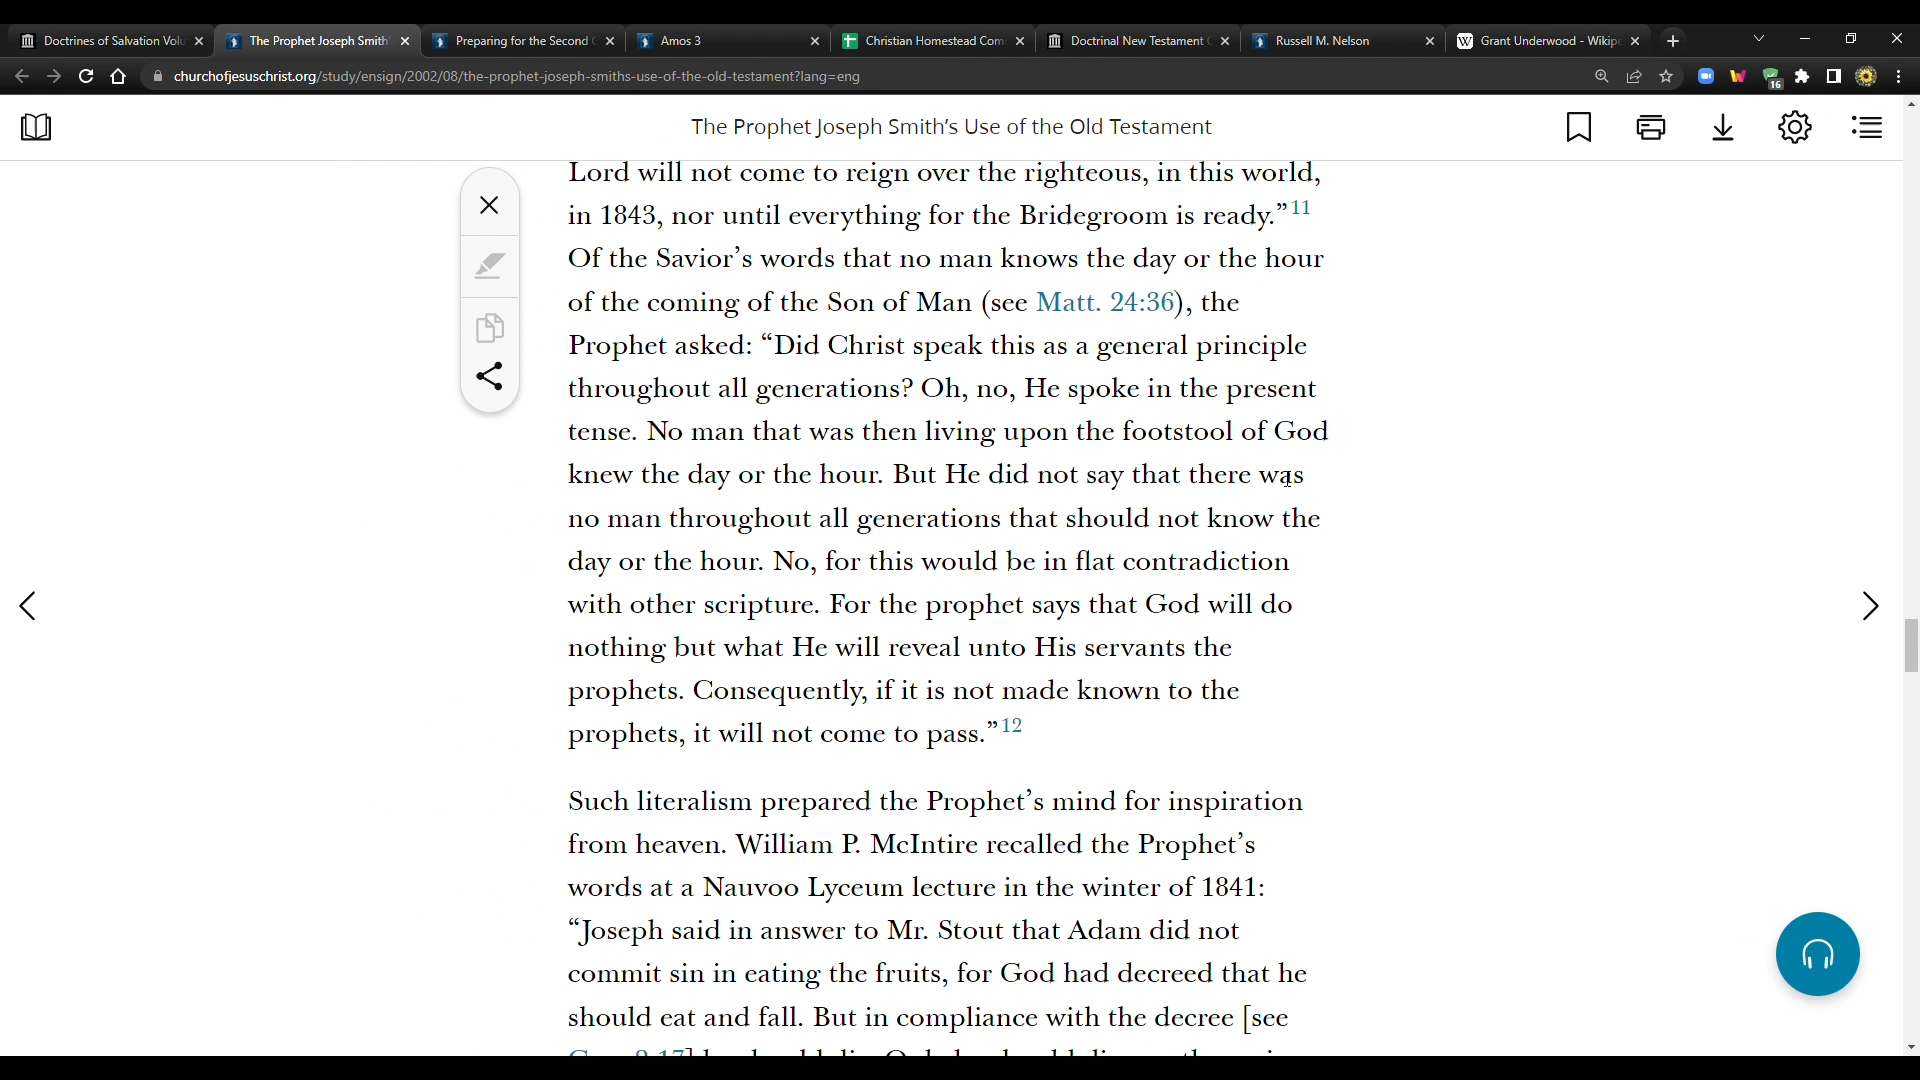 Doctrines of Salvation Volu
The Prophet Joseph Smith'
Preparing for the Second C
Amos 3
Christian Homestead Com
Doctrinal New Testament C
Russell M. Nelson
Grant Underwood - Wikipe
churchofjesuschrist.org/study/ensign/2002/08/the-prophet-joseph-smiths-use-of-the-old-testament?lang=eng
16
The Prophet Joseph Smith’s Use of the Old Testament
Lord will not come to reign over the righteous, in this world,
in 1843, nor until everything for the Bridegroom is ready.”11
Of the Savior’s words that no man knows the day or the hour
of the coming of the Son of Man (see Matt. 24:36), the
Prophet asked: “Did Christ speak this as a general principle
throughout all generations? Oh, no, He spoke in the present
tense. No man that was then living upon the footstool of God
knew the day or the hour. But He did not say that there was
no man throughout all generations that should not know the
day or the hour. No, for this would be in flat contradiction
with other scripture. For the prophet says that God will do
nothing but what He will reveal unto His servants the
prophets. Consequently, if it is not made known to the
prophets, it will not come to pass.”12
Such literalism prepared the Prophet’s mind for inspiration
from heaven. William P. McIntire recalled the Prophet’s
words at a Nauvoo Lyceum lecture in the winter of 1841:
“Joseph said in answer to Mr. Stout that Adam did not
commit sin in eating the fruits, for God had decreed that he
should eat and fall. But in compliance with the decree [see